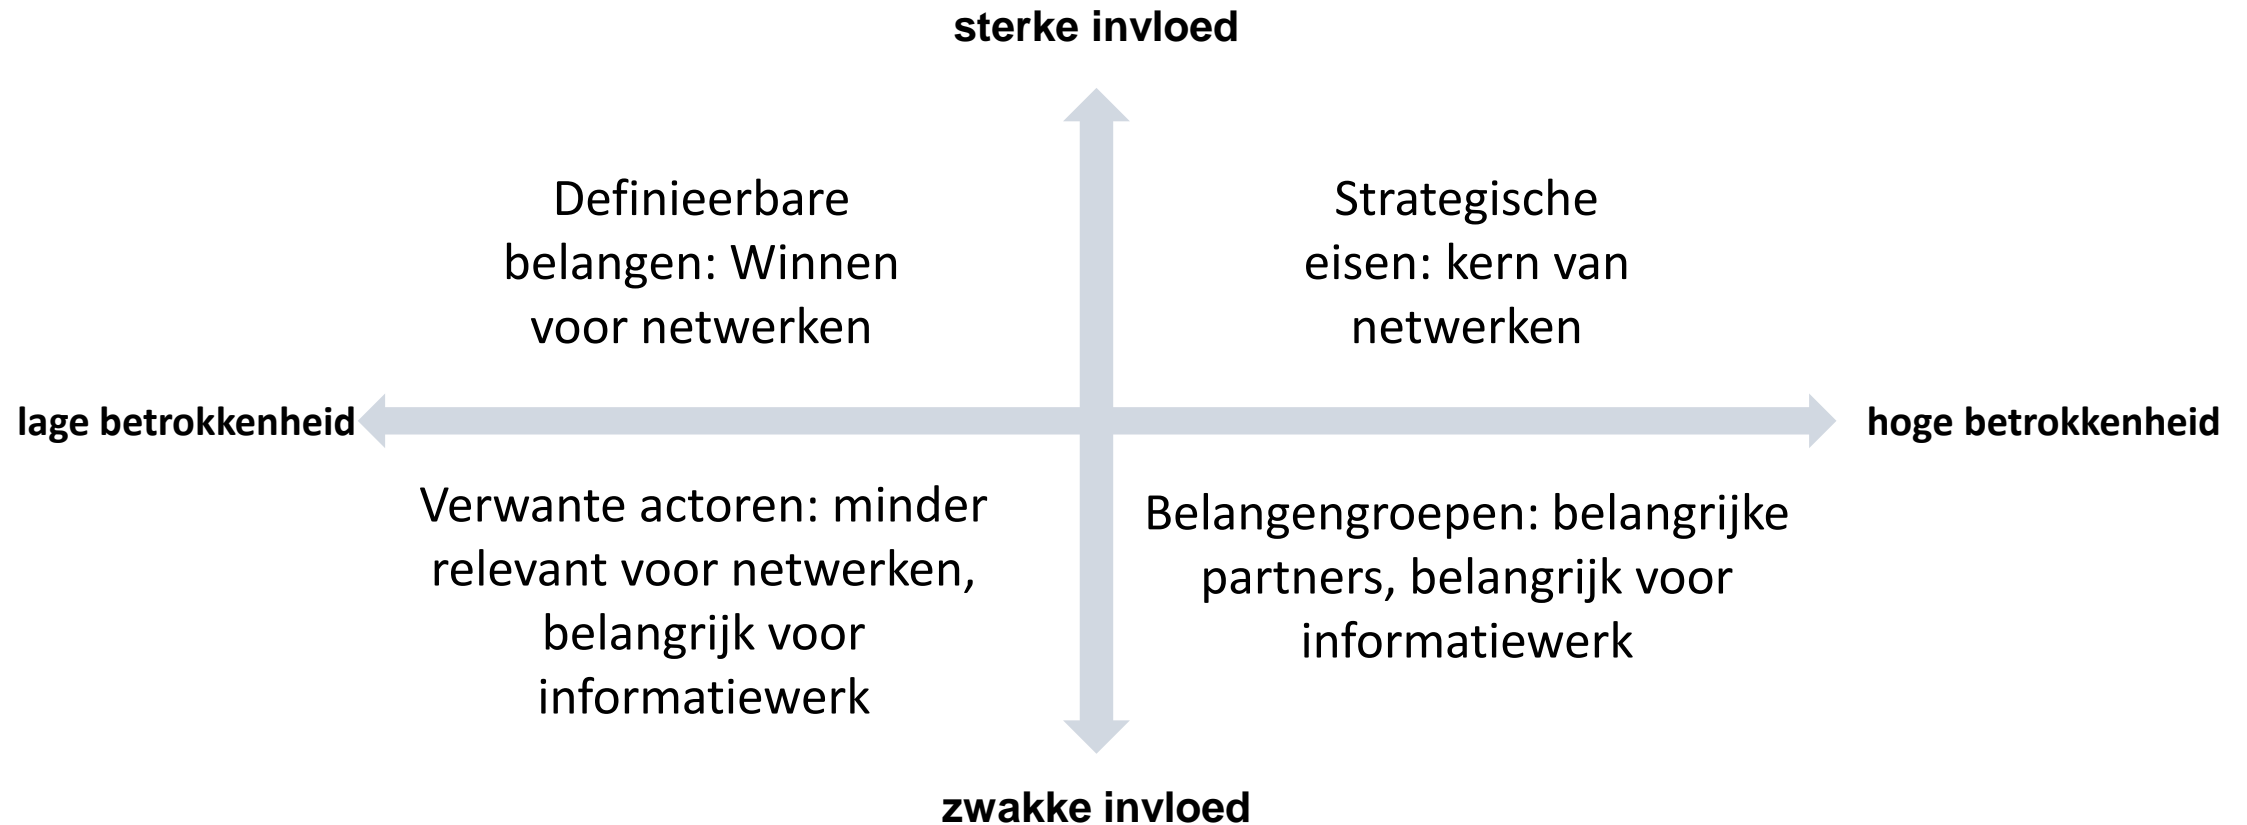 sterke invloed
Definieerbare
belangen: Winnen
voor netwerken
Strategische
eisen: kern van
netwerken
lage betrokkenheid
hoge betrokkenheid
Verwante actoren: minder
relevant voor netwerken,
belangrijk voor
informatiewerk
Belangengroepen: belangrijke
partners, belangrijk voor
informatiewerk
zwakke invloed